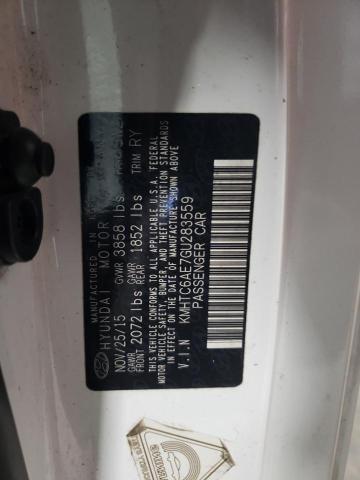 MANUFACTURED IN
HYUNDAI MOTOR
NOV/25/15 GVWR 3858 lbs
GAWR FRONT 2072 lbs GAWR REAR 1852 lbs TRIM RY
THIS VEHICLE CONFORMS TO ALL APPLICABLE U.S.A. FEDERAL
MOTOR VEHICLE SAFETY, BUMPER, AND THEFT PREVENTION STANDARDS
IN EFFECT ON THE DATE OF MANUFACTURE SHOWN ABOVE
V.I.N KMHTC6AE7GU283559
PASSENGER CAR